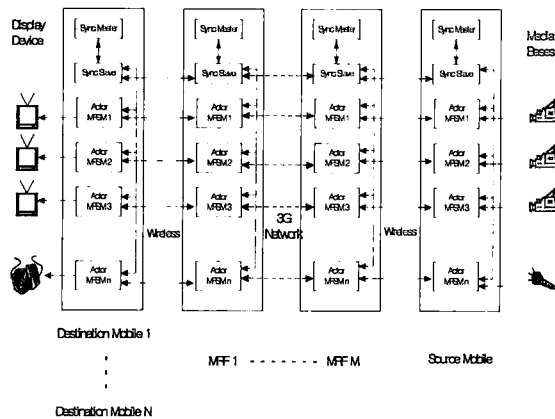 Display
Device
Sync Master
Sync Master
Sync Master
Sync Master
Media
Bases
Sync Slave
Sync Slave
Sync Slave
Sync Slave
Actor
MFSM1
Actor
MFSM1
Actor
MFSM1
Actor
MFSM1
Actor
MFSM2
Actor
MFSM2
Actor
MFSM2
Actor
MFSM2
Actor
MFSM3
Actor
MFSM3
Actor
MFSM3
Actor
MFSM3
Wireless
3G
Network
Wireless
Actor
MFSMn
Actor
MFSMn
Actor
MFSMn
Actor
MFSMn
Destination Mobile 1
MRF 1
MRF M
Source Mobile
Destination Mobile N